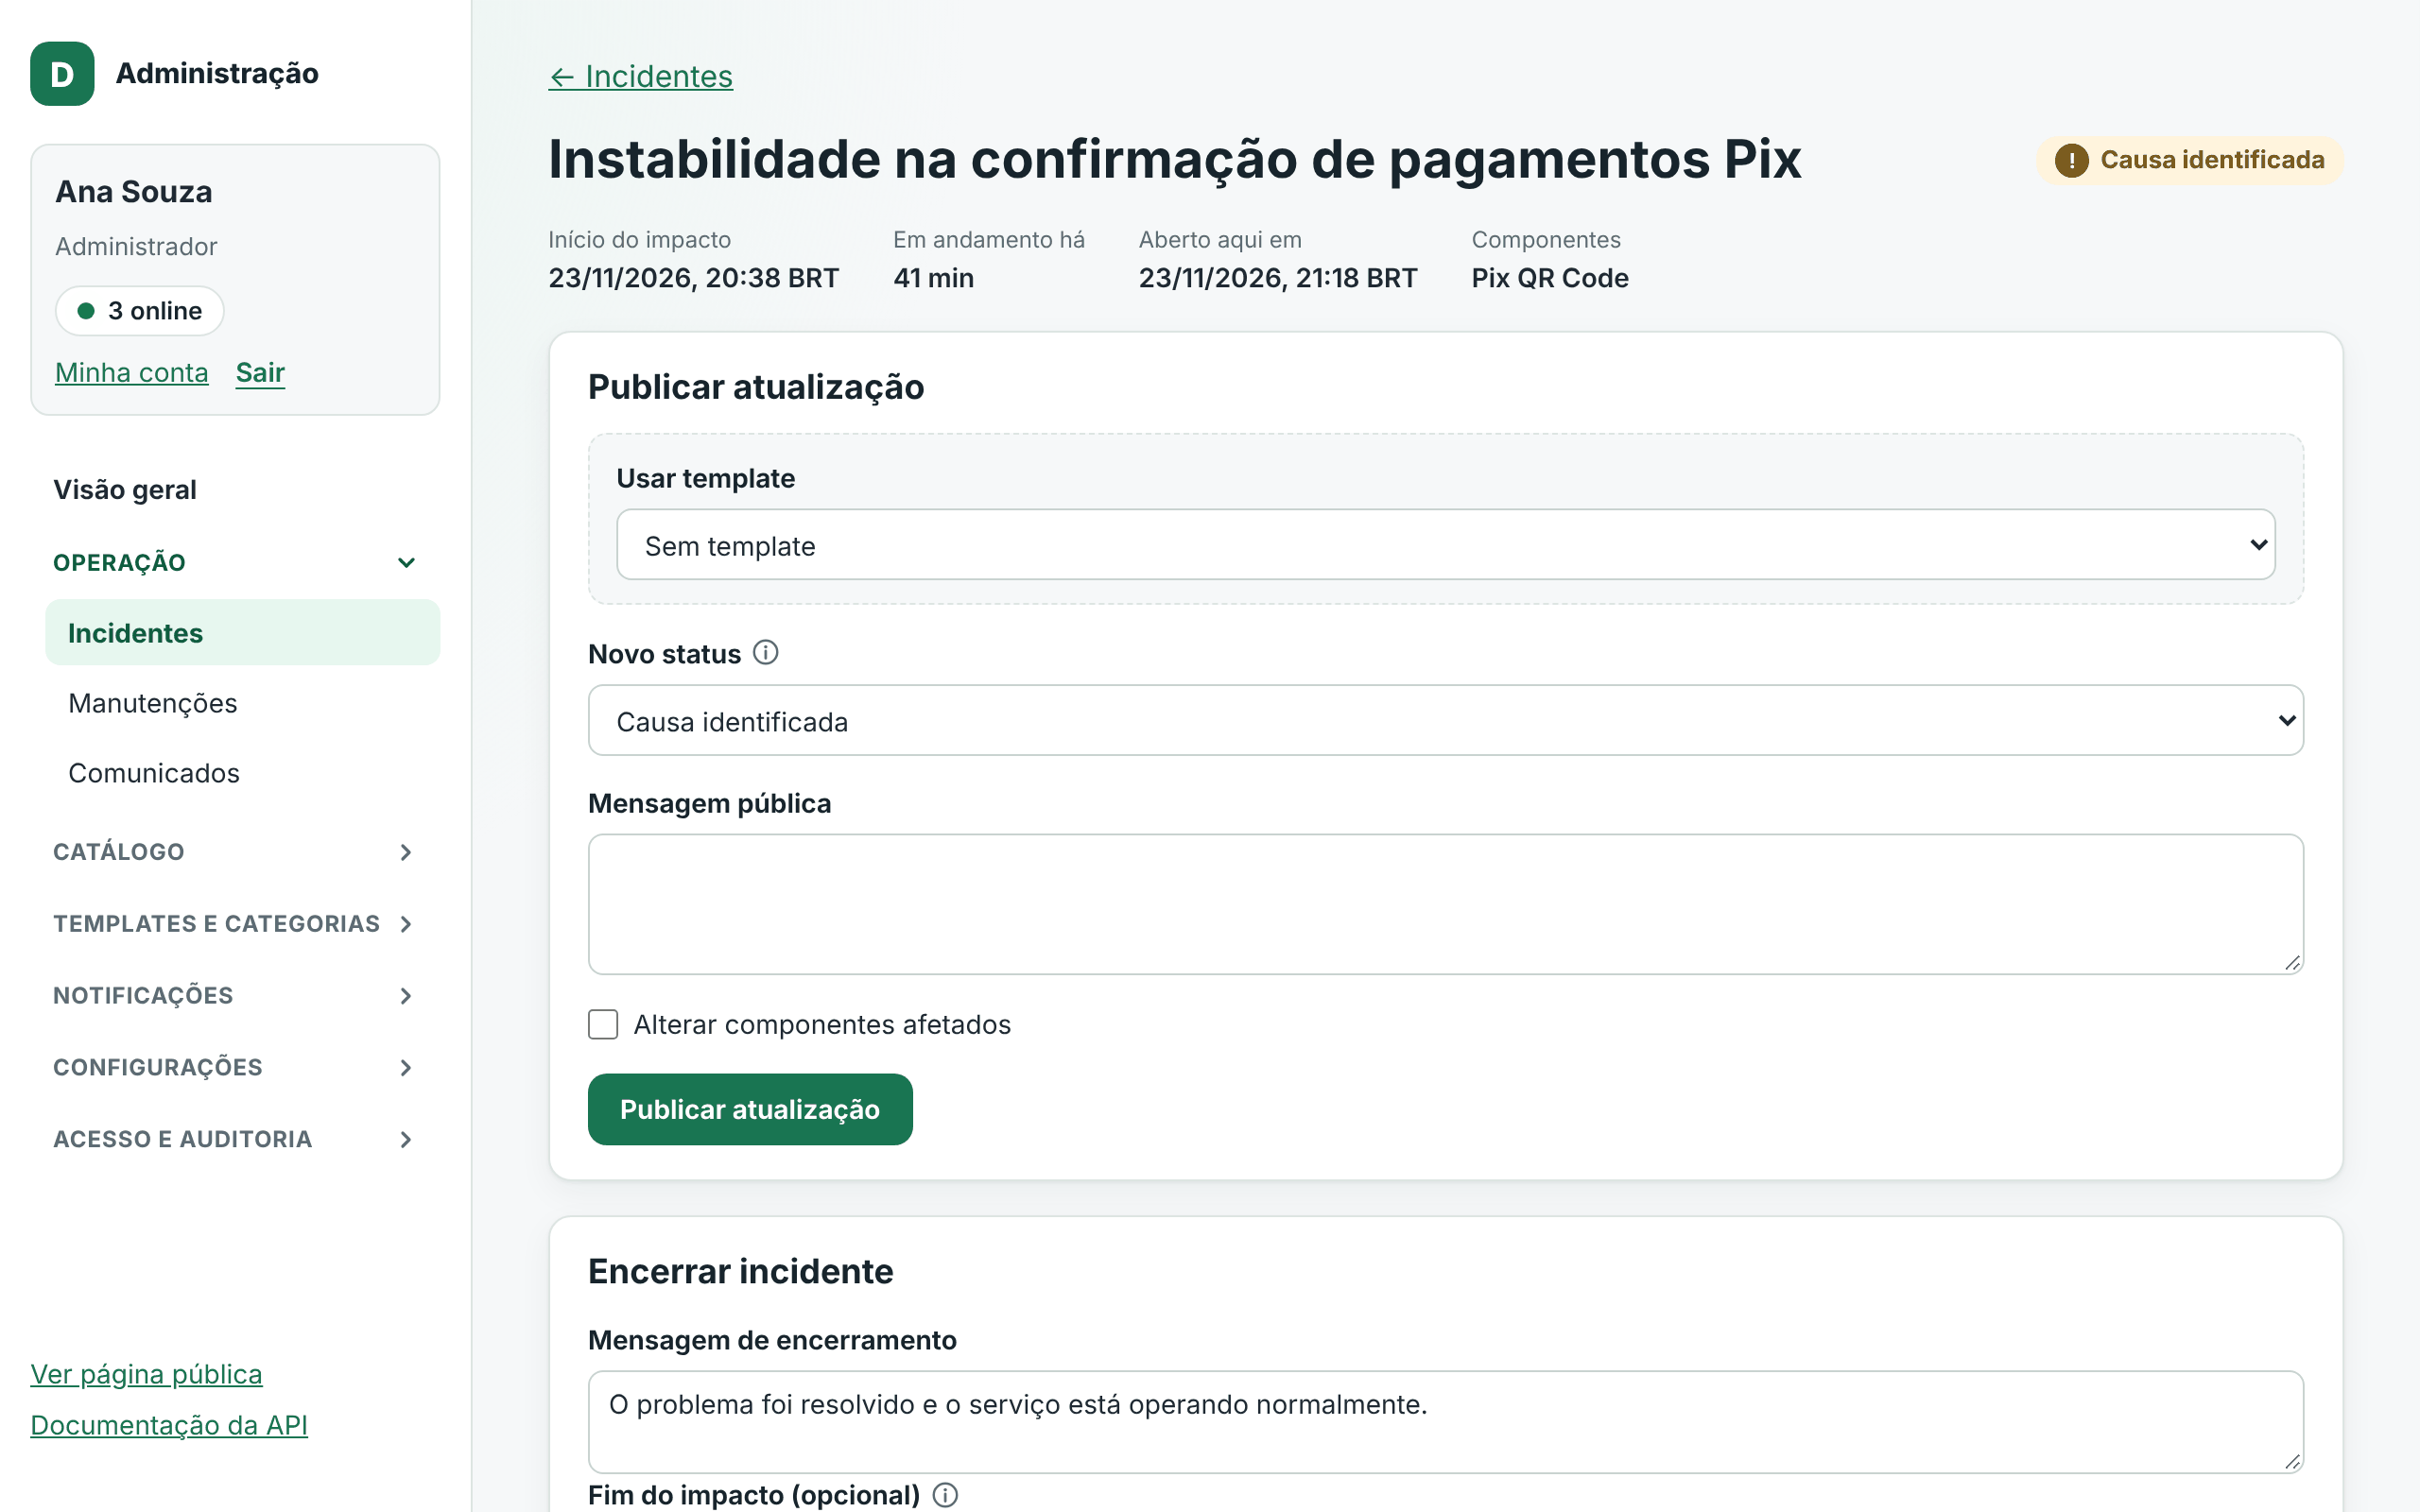 D Administração
Ana Souza
Administrador
3 online
Minha conta Sair
Visão geral
OPERAÇÃO
Incidentes
Manutenções
Comunicados
CATÁLOGO
TEMPLATES E CATEGORIAS
NOTIFICAÇÕES
CONFIGURAÇÕES
ACESSO E AUDITORIA
Ver página pública
Documentação da API
← Incidentes
Instabilidade na confirmação de pagamentos Pix
! Causa identificada
Início do impacto
23/11/2026, 20:38 BRT
Em andamento há
41 min
Aberto aqui em
23/11/2026, 21:18 BRT
Componentes
Pix QR Code
Publicar atualização
Usar template
Sem template
Novo status
Causa identificada
Mensagem pública
Alterar componentes afetados
Publicar atualização
Encerrar incidente
Mensagem de encerramento
O problema foi resolvido e o serviço está operando normalmente.
Fim do impacto (opcional)